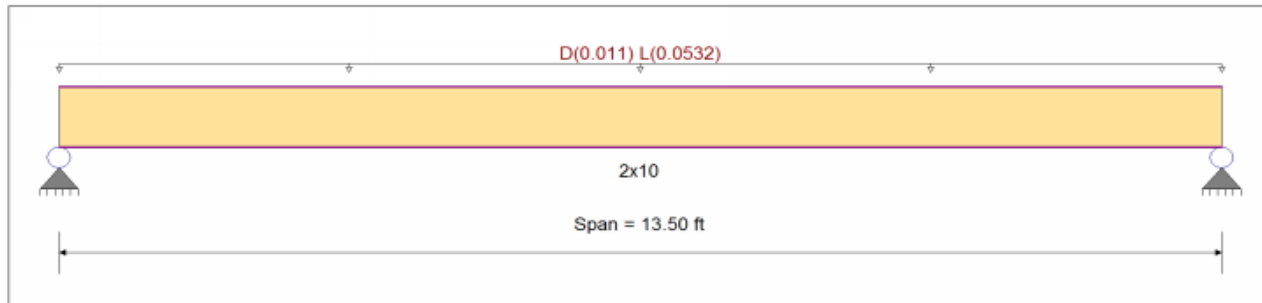 D(0.011) L(0.0532)
2x10
Span = 13.50 ft